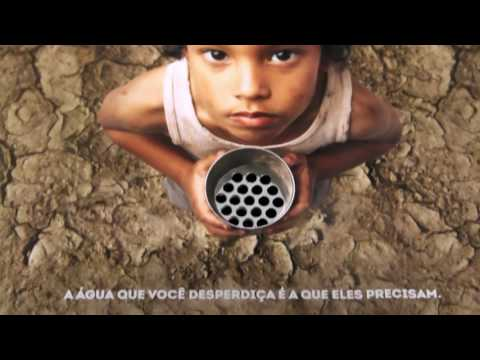 A ÁGUA QUE VOCÊ DESPERDIÇA É A QUE ELES PRECISAM.